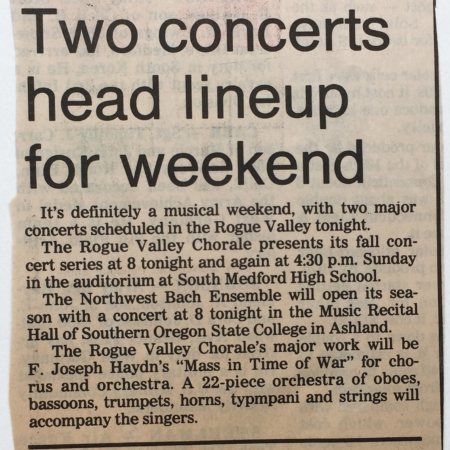 Two concerts
head lineup
for weekend
It's definitely a musical weekend, with two major
concerts scheduled in the Rogue Valley tonight.
The Rogue Valley Chorale presents its fall con-
cert series at 8 tonight and again at 4:30 p.m. Sunday
in the auditorium at South Medford High School.
The Northwest Bach Ensemble will open its sea-
son with a concert at 8 tonight in the Music Recital
Hall of Southern Oregon State College in Ashland.
The Rogue Valley Chorale's major work will be
F. Joseph Haydn's "Mass in Time of War" for cho-
rus and orchestra. A 22-piece orchestra of oboes,
bassoons, trumpets, horns, typmpani and strings will
accompany the singers.